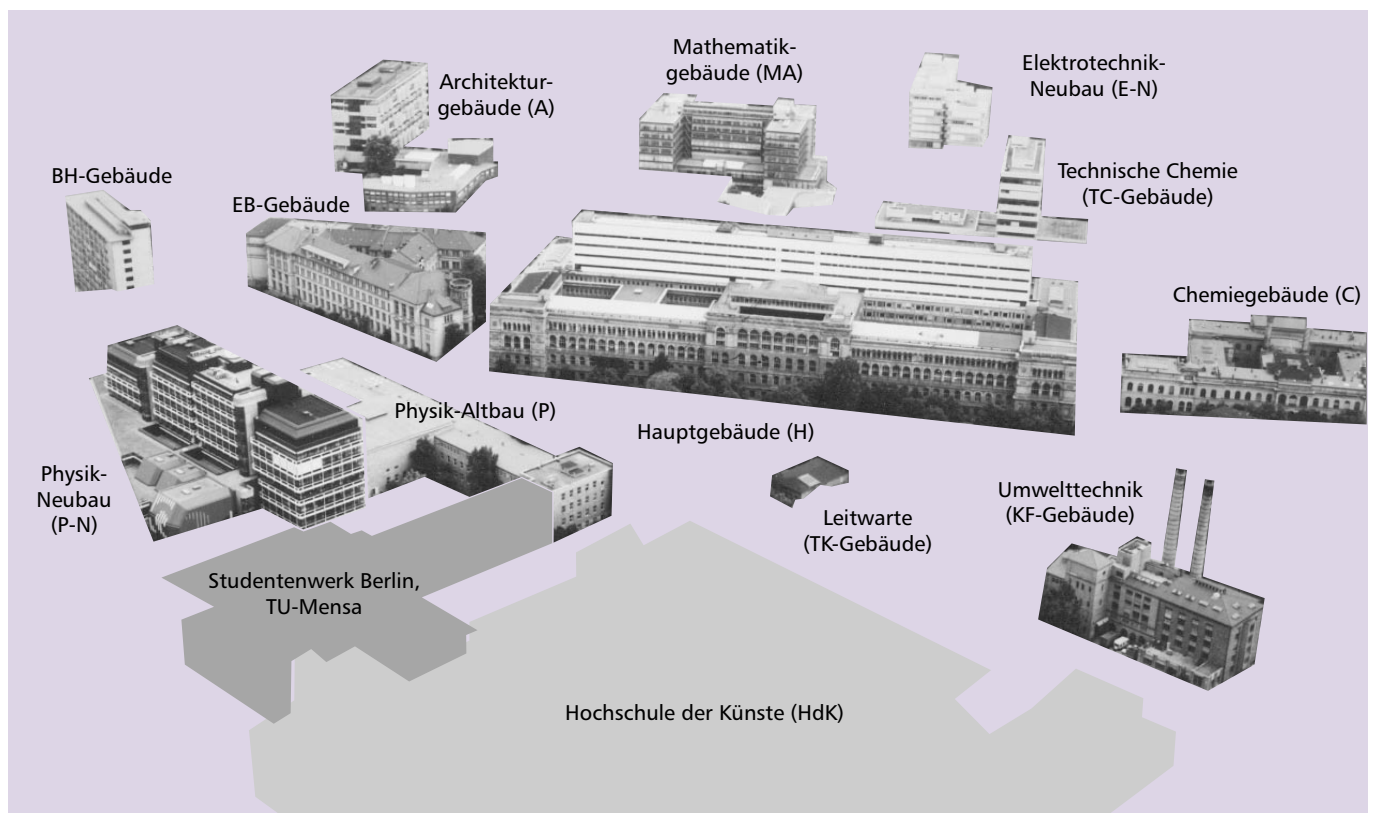 Mathematik-
gebäude (MA)
Elektrotechnik-
Neubau (E-N)
Architektur-
gebäude (A)
BH-Gebäude
Technische Chemie
(TC-Gebäude)
EB-Gebäude
Chemiegebäude (C)
Physik-Altbau (P)
Hauptgebäude (H)
Physik-
Neubau
(P-N)
Umwelttechnik
(KF-Gebäude)
Leitwarte
(TK-Gebäude)
Studentenwerk Berlin,
TU-Mensa
Hochschule der Künste (HdK)